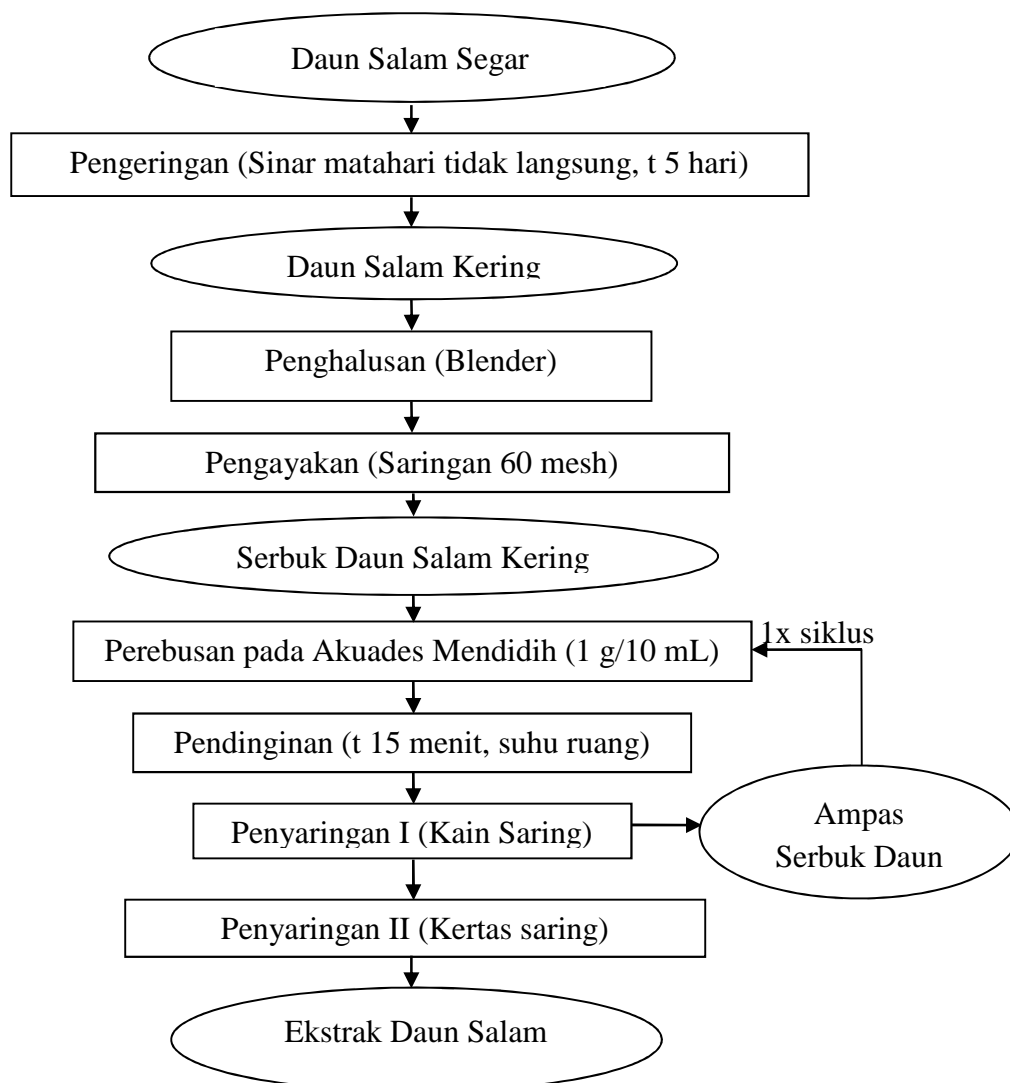 Daun Salam Segar
Pengeringan (Sinar matahari tidak langsung, t 5 hari)
Daun Salam Kering
Penghalusan (Blender)
Pengayakan (Saringan 60 mesh)
Serbuk Daun Salam Kering
1x siklus
Perebusan pada Akuades Mendidih (1 g/10 mL)
Pendinginan (t 15 menit, suhu ruang)
Penyaringan I (Kain Saring)
Ampas
Serbuk Daun
Penyaringan II (Kertas saring)
Ekstrak Daun Salam